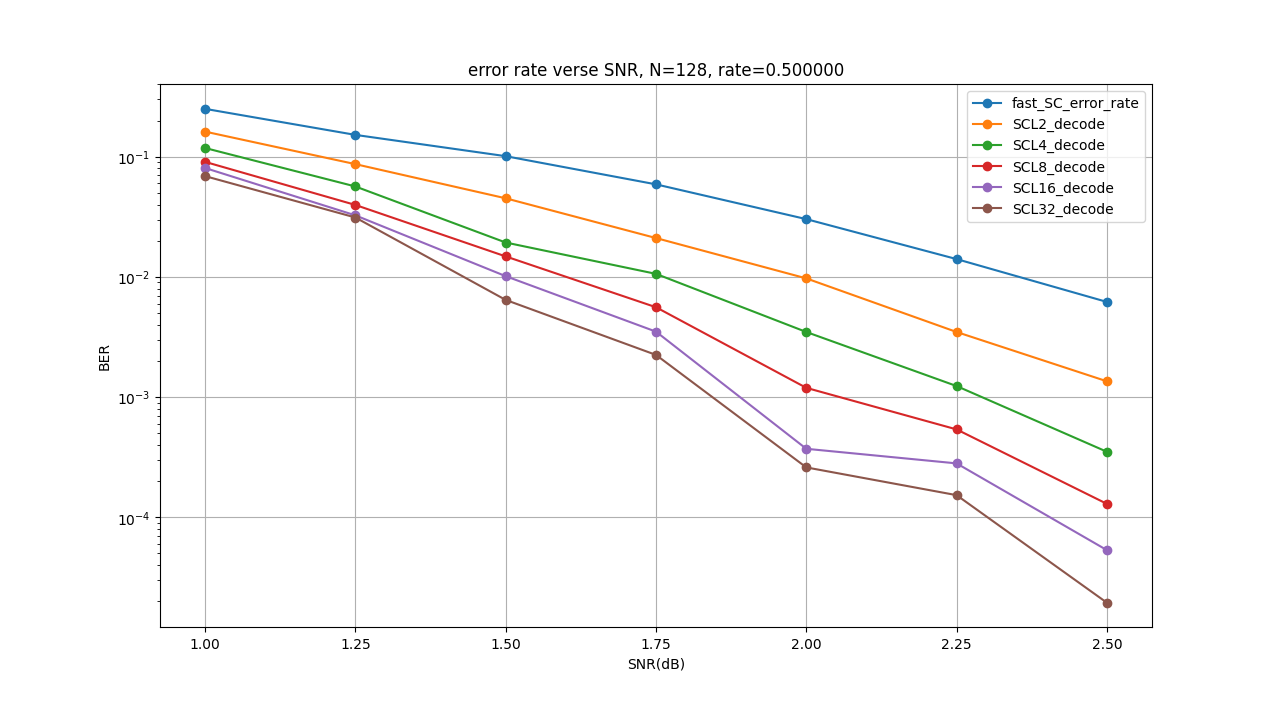 error rate verse SNR, N=128, rate=0.500000
fast_SC_error_rate
SCL2_decode
SCL4_decode
SCL8_decode
SCL16_decode
SCL32_decode
10⁻¹
10⁻²
10⁻³
10⁻⁴
BER
1.00 1.25 1.50 1.75 2.00 2.25 2.50
SNR(dB)